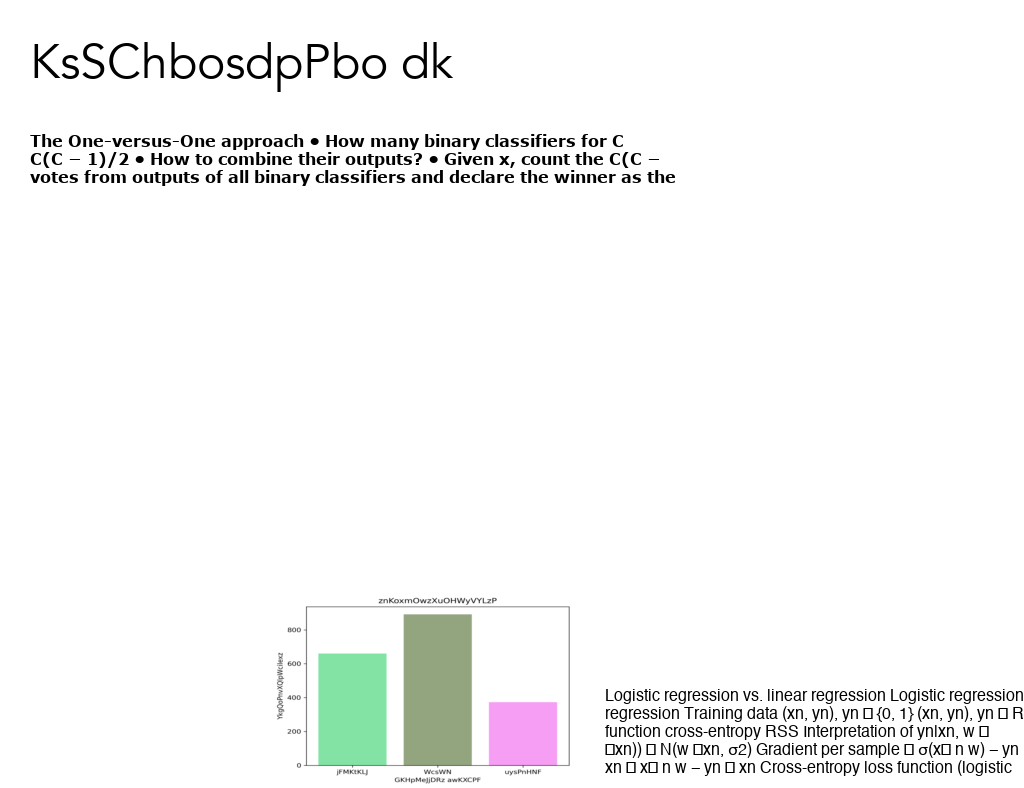 KsSChbosdpPbo dk
The One-versus-One approach • How many binary classifiers for C
C(C − 1)/2 • How to combine their outputs? • Given x, count the C(C −
votes from outputs of all binary classifiers and declare the winner as the
znKoxmOwzXuOHWyVYLzP
800
600
400
200
0
jFMKtKLJ
WcsWN
uysPnHNF
GKHpMeJjDRz awKXCPF
Logistic regression vs. linear regression Logistic regression
regression Training data (xn, yn), yn □ {0, 1} (xn, yn), yn □ R
function cross-entropy RSS Interpretation of yn|xn, w □
□xn)) □ N(w □xn, σ2) Gradient per sample □ σ(x□ n w) – yn
xn □ x□ n w – yn □ xn Cross-entropy loss function (logistic